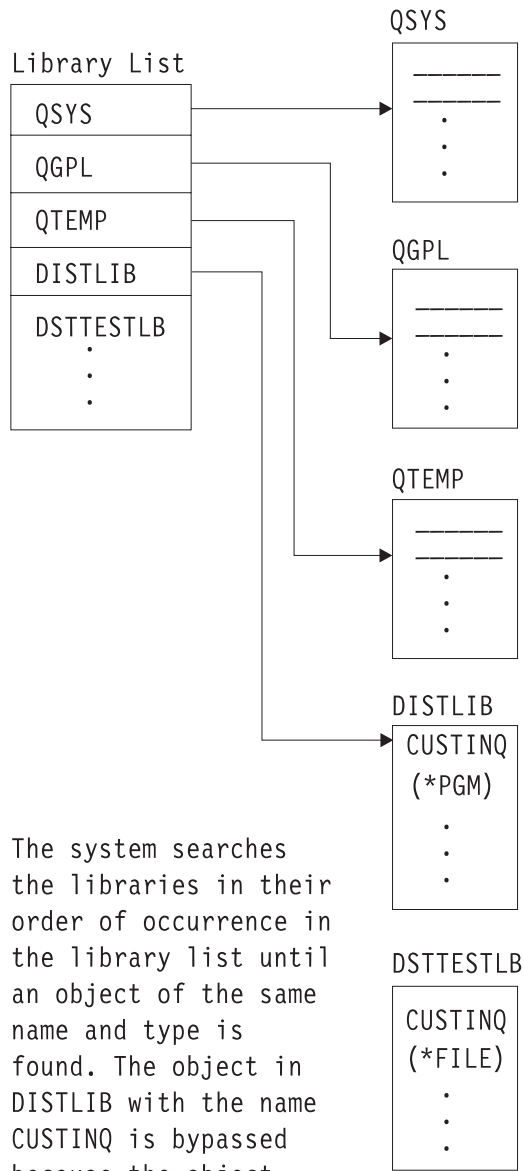 Library List
QSYS
QGPL
QTEMP
DISTLIB
DSTTESTLB
QSYS
QGPL
QTEMP
DISTLIB
CUSTINQ
(*PGM)
DSTTESTLB
CUSTINQ
(*FILE)
The system searches
the libraries in their
order of occurrence in
the library list until
an object of the same
name and type is
found. The object in
DISTLIB with the name
CUSTINQ is bypassed
because the object